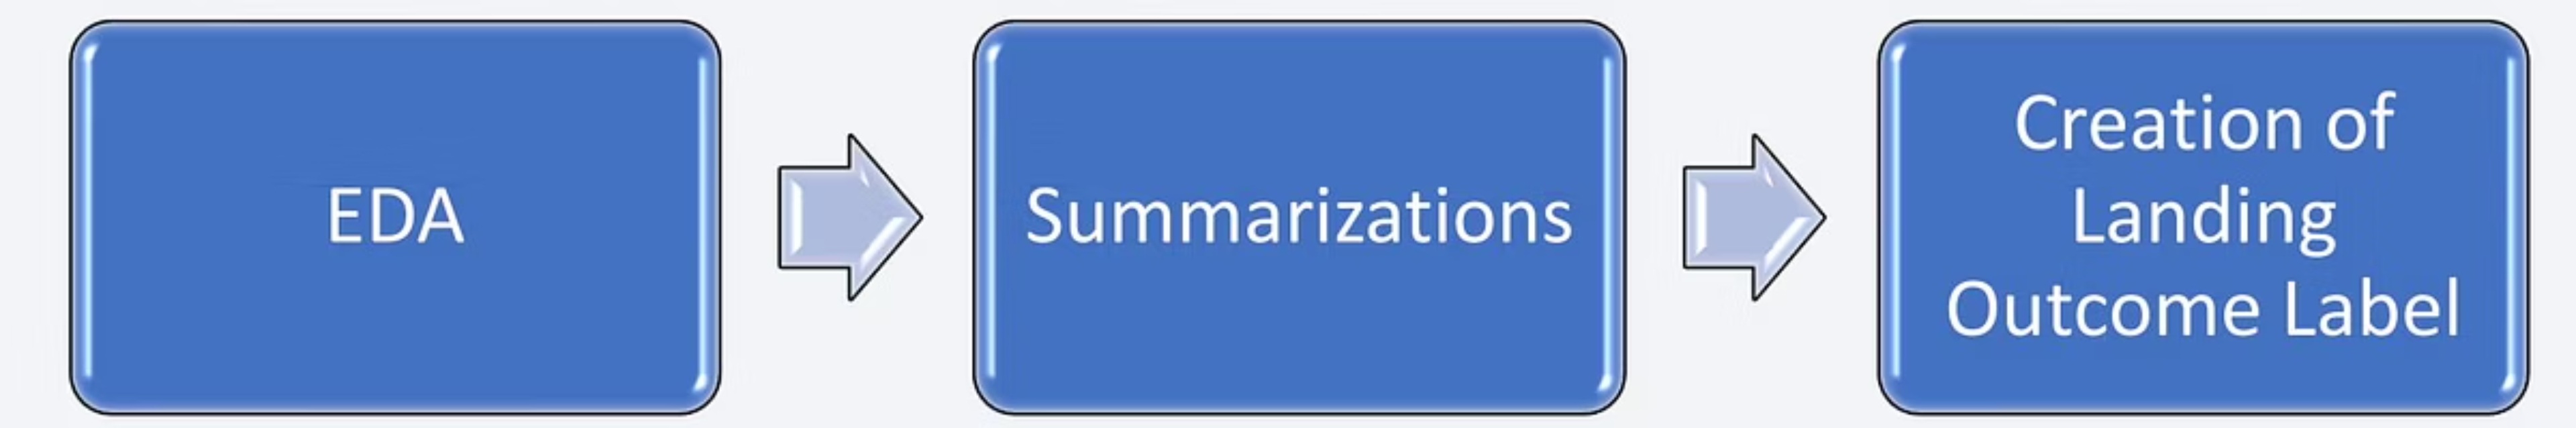 EDA
Summarizations
Creation of
Landing
Outcome Label